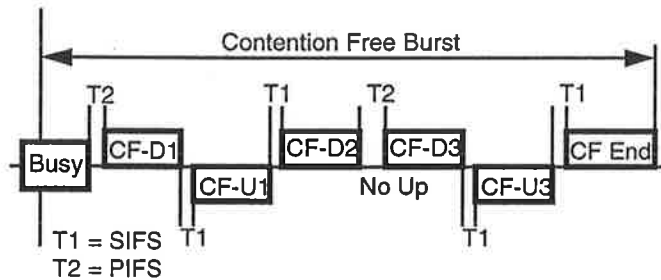 Contention Free Burst
T2 T1 T2 T1
Busy CF-D1 CF-D2 CF-D3 CF End
CF-U1 No Up CF-U3
T1 T1
T1 = SIFS
T2 = PIFS